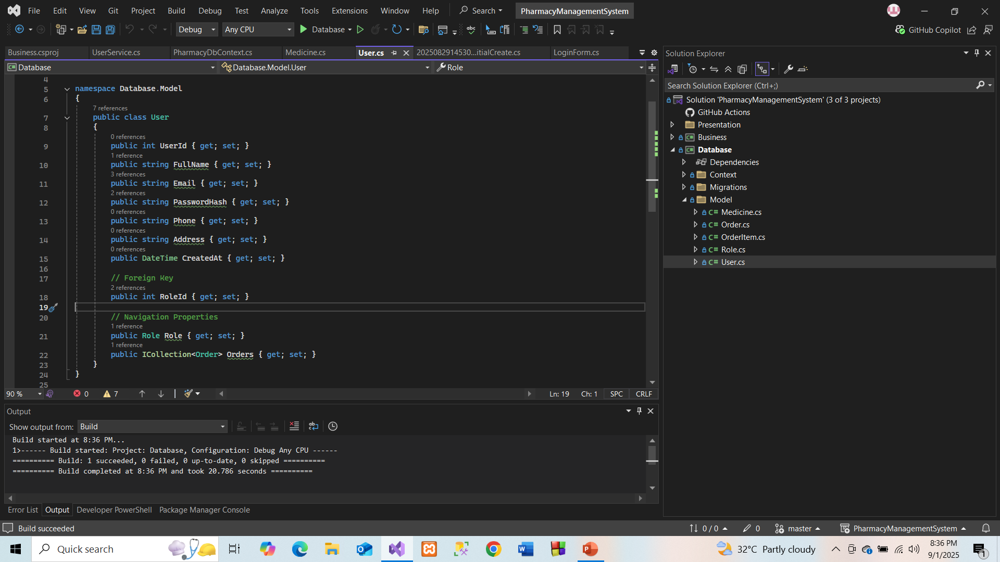 File Edit View Git Project Build Debug Test Analyze Tools Extensions Window Help Search PharmacyManagementSystem
Debug Any CPU Database GitHub Copilot
Business.csproj UserService.cs PharmacyDbContext.cs Medicine.cs User.cs 2025082914530...itialCreate.cs LoginForm.cs
Database Database.Model.User Role
4
5 namespace Database.Model
6 {
7 references
7 public class User
8 {
0 references
9 public int UserId { get; set; }
1 reference
10 public string FullName { get; set; }
3 references
11 public string Email { get; set; }
2 references
12 public string PasswordHash { get; set; }
0 references
13 public string Phone { get; set; }
0 references
14 public string Address { get; set; }
0 references
15 public DateTime CreatedAt { get; set; }
16
17 // Foreign Key
2 references
18 public int RoleId { get; set; }
19
20 // Navigation Properties
1 reference
21 public Role Role { get; set; }
1 reference
22 public ICollection<Order> Orders { get; set; }
23 }
24 }
25
90 % 0 7 Ln: 19 Ch: 1 SPC CRLF
Output
Show output from: Build
Build started at 8:36 PM...
1>------ Build started: Project: Database, Configuration: Debug Any CPU ------
========== Build: 1 succeeded, 0 failed, 0 up-to-date, 0 skipped ==========
========== Build completed at 8:36 PM and took 20.786 seconds ==========
Error List Output Developer PowerShell Package Manager Console
Solution Explorer
Search Solution Explorer (Ctrl+;)
Solution 'PharmacyManagementSystem' (3 of 3 projects)
GitHub Actions
Presentation
C# Business
C# Database
Dependencies
Context
Migrations
Model
C# Medicine.cs
C# Order.cs
C# OrderItem.cs
C# Role.cs
C# User.cs
Build succeeded 0 / 0 0 master PharmacyManagementSystem
Quick search 32°C Partly cloudy 8:36 PM
9/1/2025 1